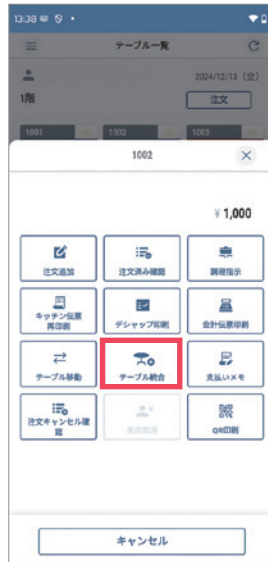 13:38
テーブル一覧
2024/12/13 (金)
1階
注文
1001
1002
1003
1002
¥ 1,000
注文追加
注文済み確認
調理指示
キッチン伝票
再印刷
デシャップ印刷
会計伝票印刷
テーブル移動
テーブル統合
支払いメモ
注文キャンセル確
認
QR印刷
キャンセル